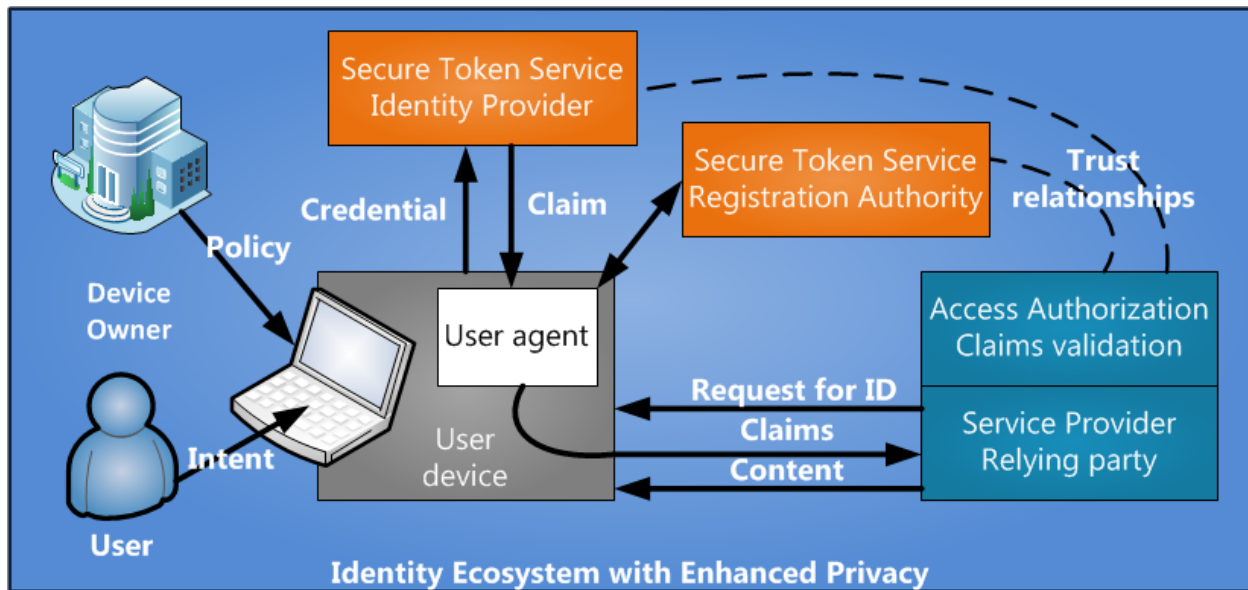 Secure Token Service
Identity Provider
Secure Token Service
Registration Authority
Trust
relationships
Credential
Claim
Policy
Device
Owner
User agent
Access Authorization
Claims validation
Request for ID
Claims
Content
Service Provider
Relying party
User
device
Intent
User
Identity Ecosystem with Enhanced Privacy